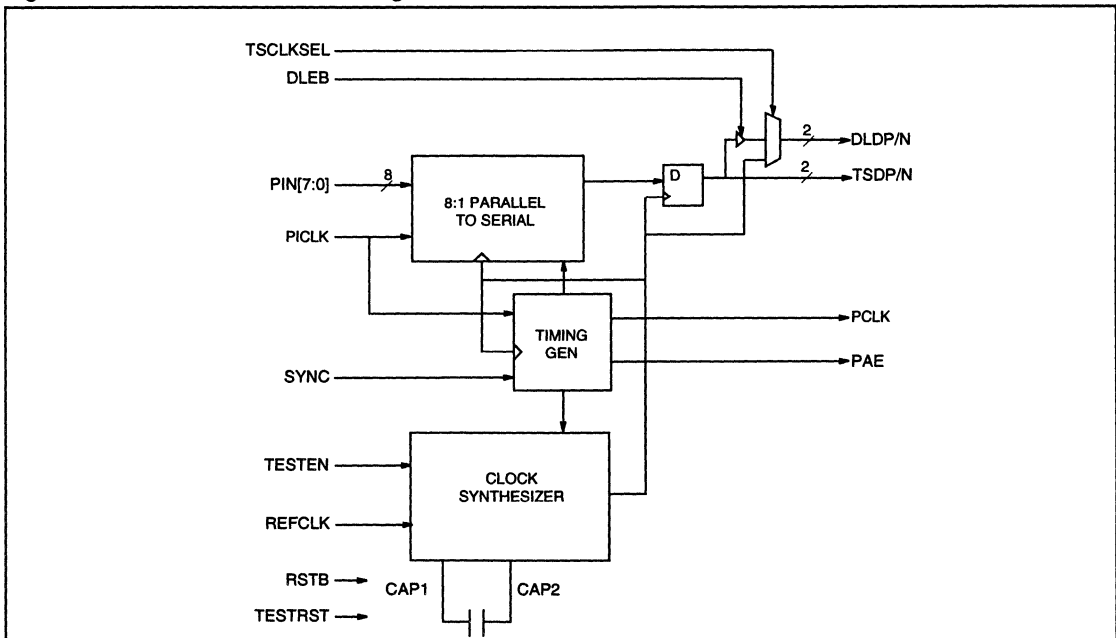 TSCLKSEL
DLEB
2
DLDP/N
2
TSDP/N
D
PIN[7:0]
8
8:1 PARALLEL
TO SERIAL
PICLK
TIMING
GEN
PCLK
PAE
SYNC
TESTEN
CLOCK
SYNTHESIZER
REFCLK
RSTB
CAP1
CAP2
TESTRST